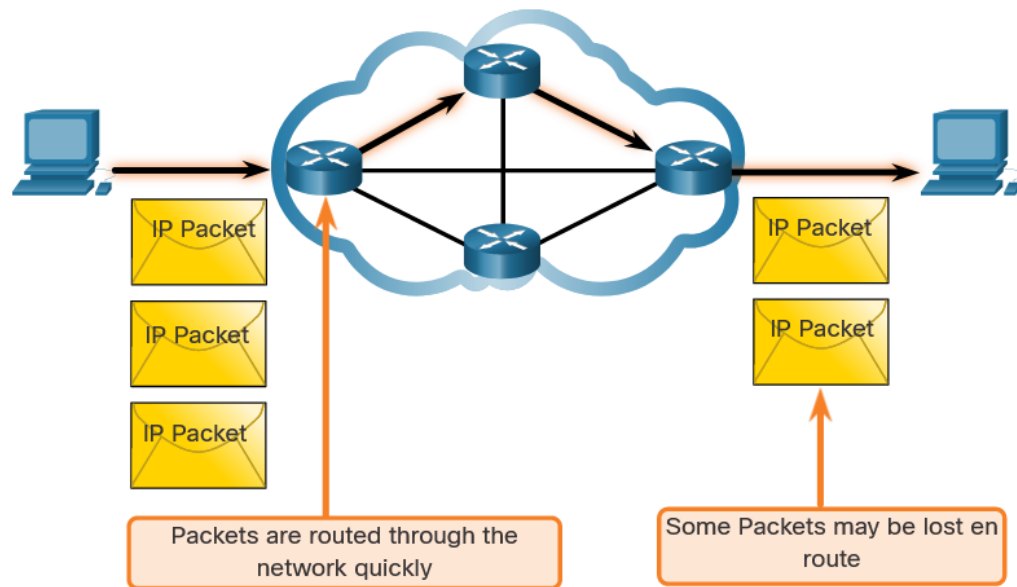 IP Packet
IP Packet
IP Packet
IP Packet
IP Packet
Packets are routed through the
network quickly
Some Packets may be lost en
route